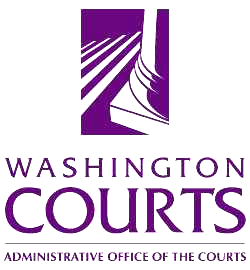 WASHINGTON
COURTS
ADMINISTRATIVE OFFICE OF THE COURTS